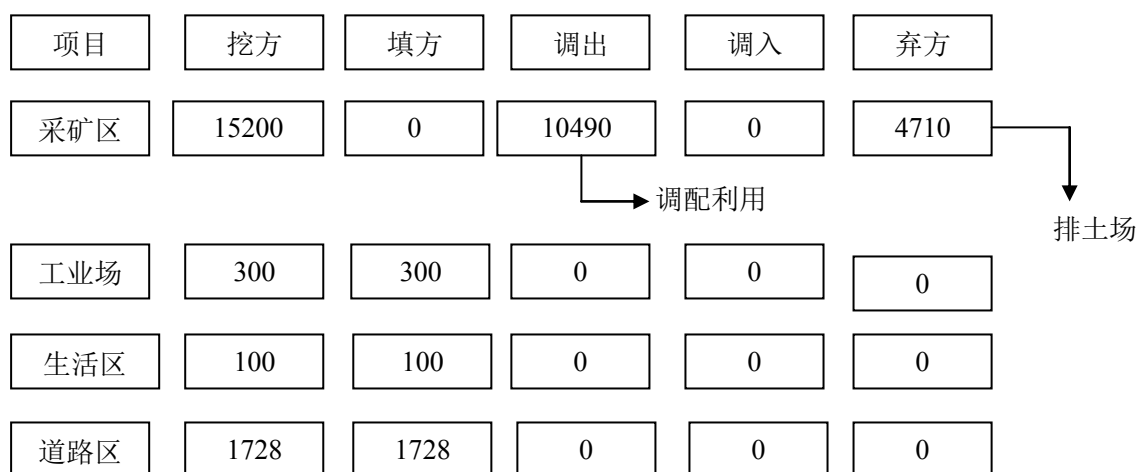 项目 挖方 填方 调出 调入 弃方
采矿区 15200 0 10490 0 4710
调配利用
排土场
工业场 300 300 0 0 0
生活区 100 100 0 0 0
道路区 1728 1728 0 0 0